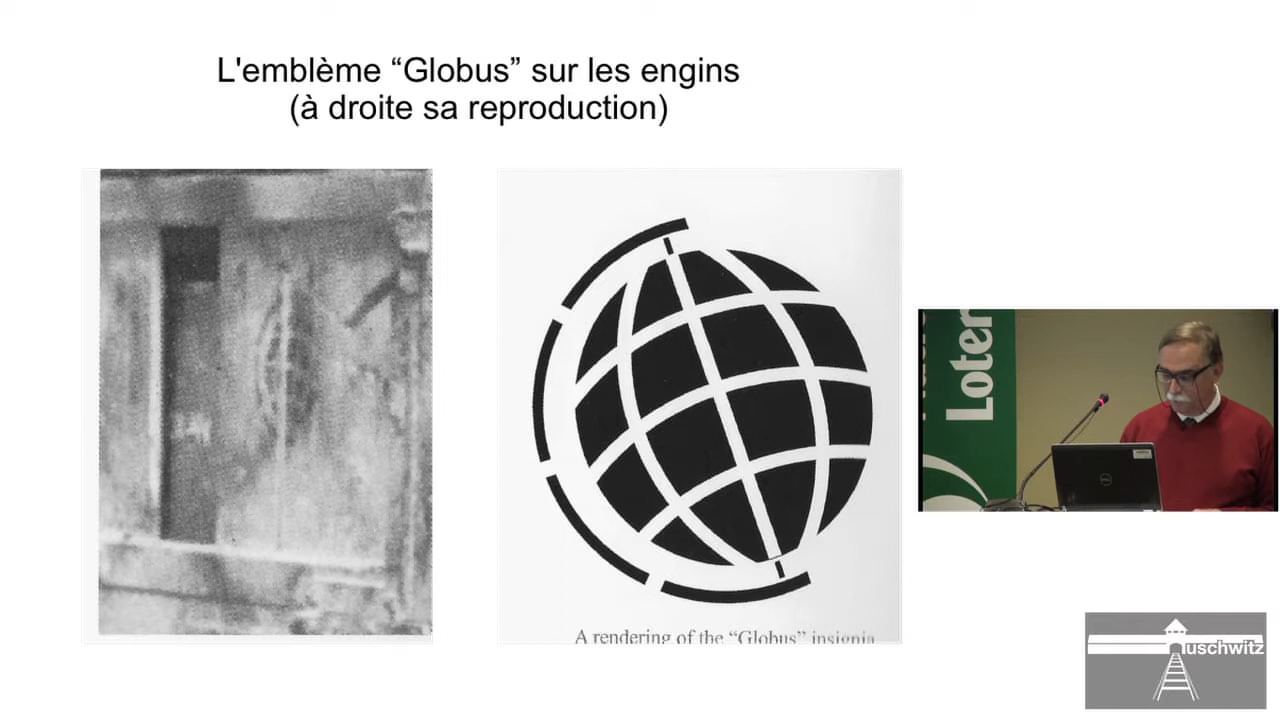 L'emblème “Globus” sur les engins
(à droite sa reproduction)
A rendering of the “Globus” insignia
Loter
uschwitz